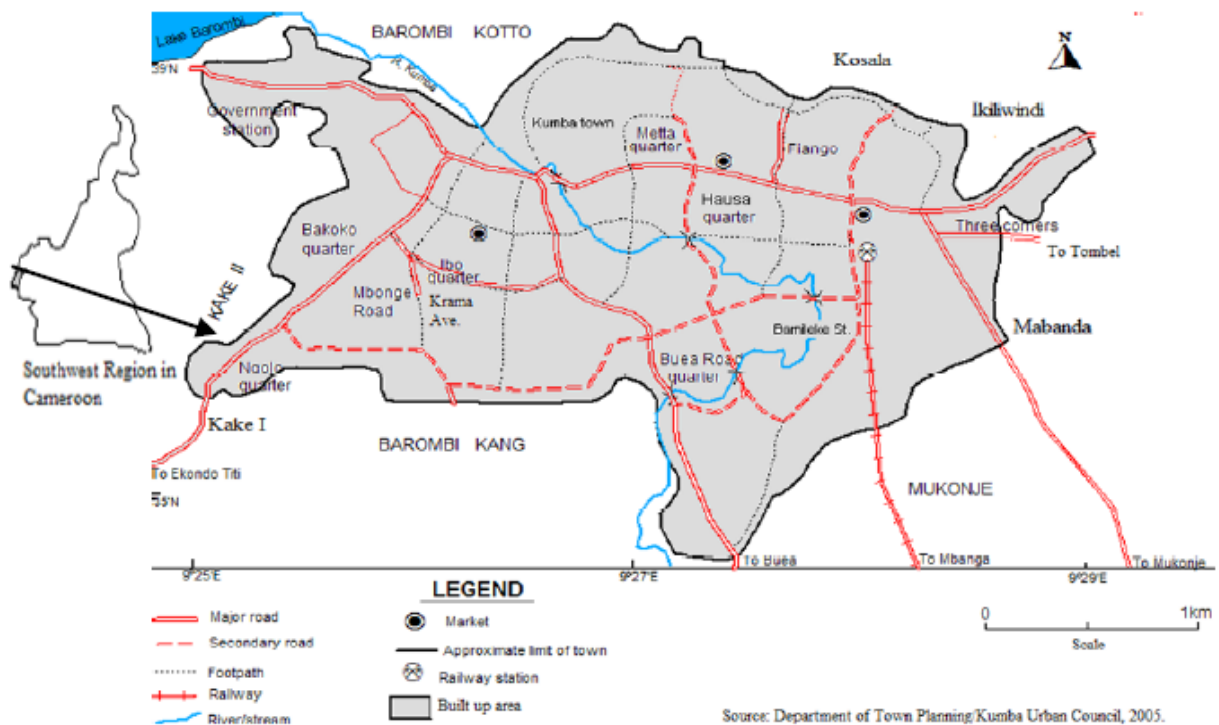 Lake Barombi
BAROMBI KOTTO
R. Kumba
Kosala
N
39'N
Ikiliwindi
Government
station
Kumba town
Metta
quarter
Fiango
Hausa
quarter
Bakoko
quarter
Three corners
To Tombel
Ibo
quarter
KAKE II
Mbonge
Road
Krama
Ave.
Bamileke St.
Mabanda
Southwest Region in
Cameroon
Ngolo
quarter
Buea Road
quarter
Kake I
BAROMBI KANG
To Ekondo Titi
MUKONJE
35'N
To Buea
To Mbanga
To Mukonje
9°25'E
9°27'E
9°29'E
LEGEND
Major road
Market
0
1km
Secondary road
Approximate limit of town
Scale
Footpath
Railway station
Railway
Built up area
River/stream
Source: Department of Town Planning/Kumba Urban Council, 2005.